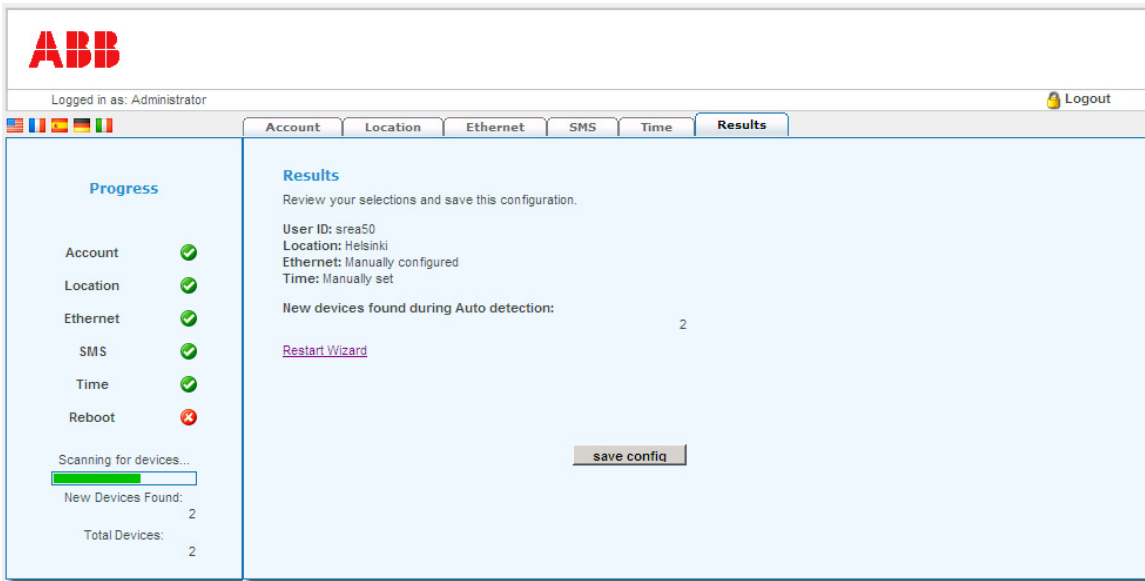 ABB
Logged in as: Administrator
Logout
Account
Location
Ethernet
SMS
Time
Results
Progress
Account
Location
Ethernet
SMS
Time
Reboot
Scanning for devices...
New Devices Found:
2
Total Devices:
2
Results
Review your selections and save this configuration.
User ID: srea50
Location: Helsinki
Ethernet: Manually configured
Time: Manually set
New devices found during Auto detection:
2
Restart Wizard
save config